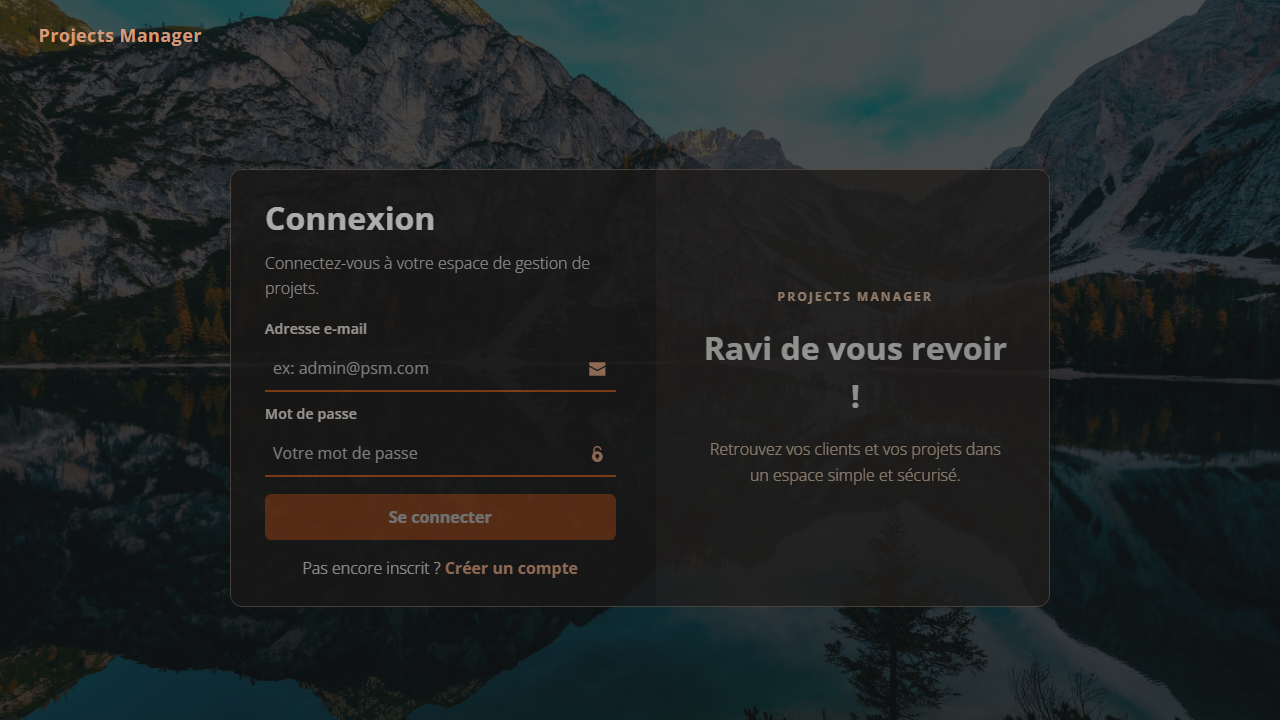 Projects Manager
Connexion
Connectez-vous à votre espace de gestion de
projets.
Adresse e-mail
ex: admin@psm.com
Mot de passe
Votre mot de passe
Se connecter
Pas encore inscrit ? Créer un compte
PROJECTS MANAGER
Ravi de vous revoir
!
Retrouvez vos clients et vos projets dans
un espace simple et sécurisé.